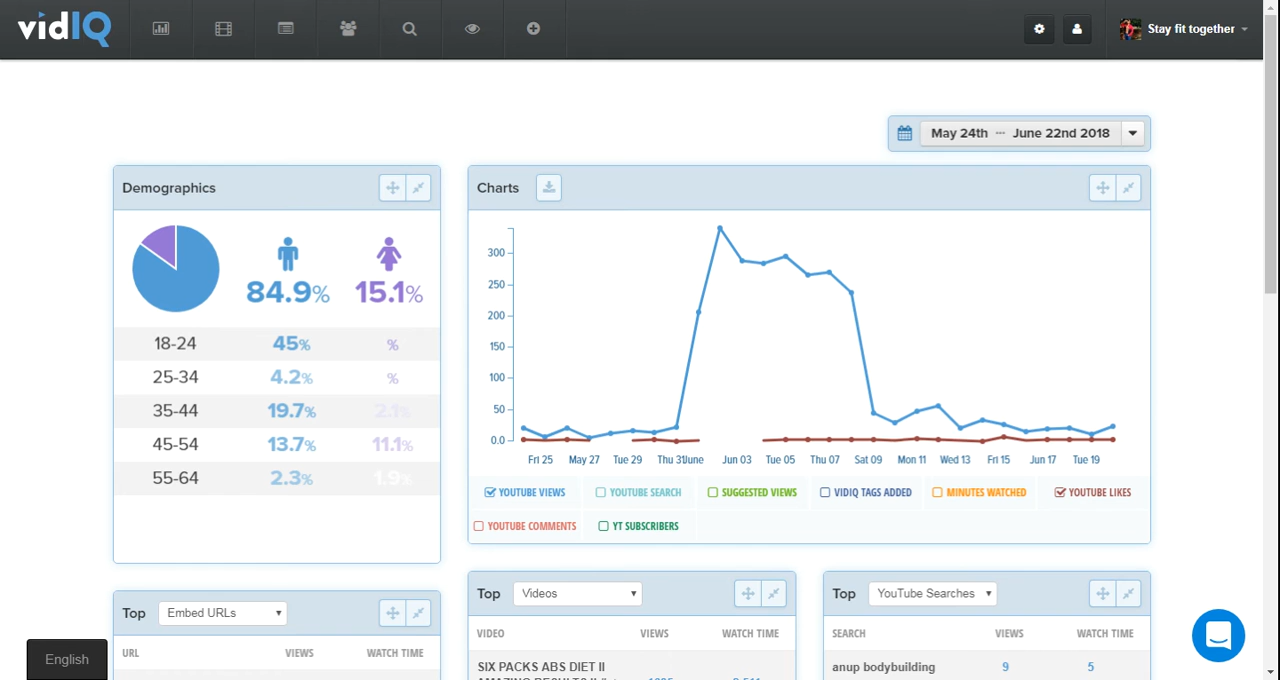 vidIQ
Stay fit together
May 24th --- June 22nd 2018
Demographics
84.9% 15.1%
18-24 45% %
25-34 4.2% %
35-44 19.7% 2.1%
45-54 13.7% 11.1%
55-64 2.3% 1.9%
Charts
300
250
200
150
100
50
0.0
Fri 25 May 27 Tue 29 Thu 31 June Jun 03 Tue 05 Thu 07 Sat 09 Mon 11 Wed 13 Fri 15 Jun 17 Tue 19
YOUTUBE VIEWS YOUTUBE SEARCH SUGGESTED VIEWS VIDIQ TAGS ADDED MINUTES WATCHED YOUTUBE LIKES
YOUTUBE COMMENTS YT SUBSCRIBERS
Top Embed URLs
URL VIEWS WATCH TIME
Top Videos
VIDEO VIEWS WATCH TIME
SIX PACKS ABS DIET II
Top YouTube Searches
SEARCH VIEWS WATCH TIME
anup bodybuilding 9 5
English